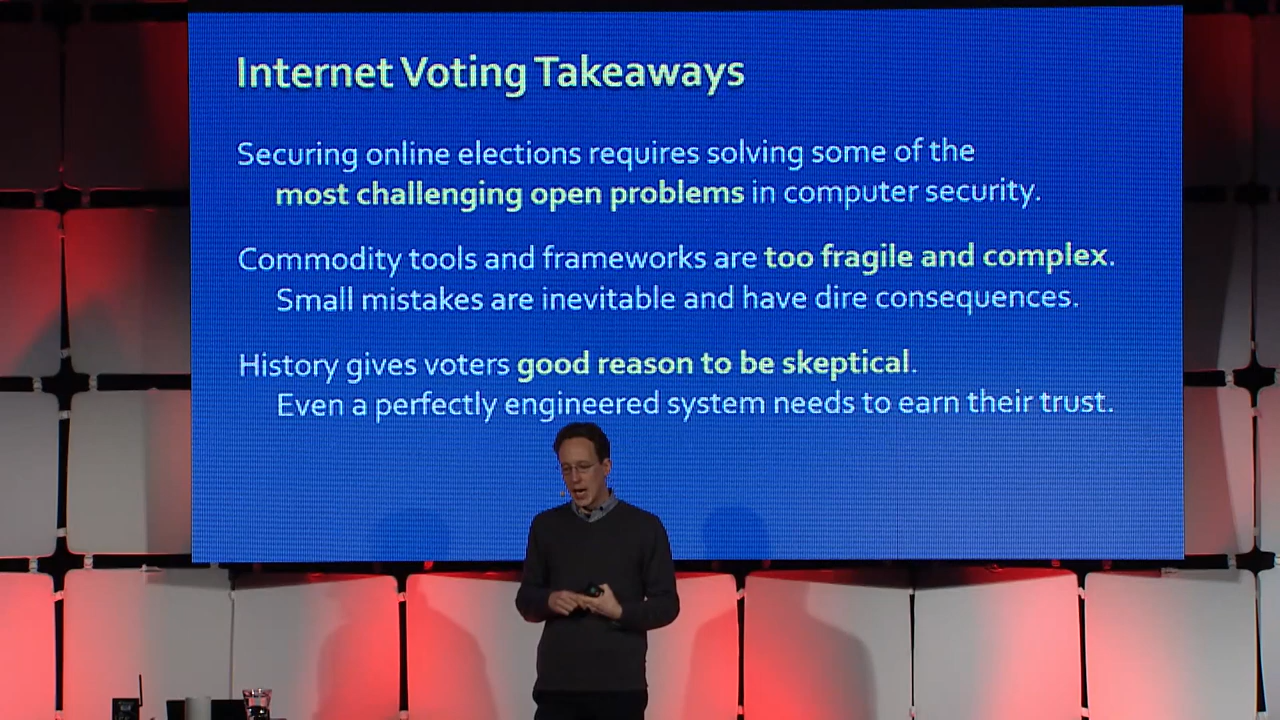 Internet Voting Takeaways
Securing online elections requires solving some of the
most challenging open problems in computer security.
Commodity tools and frameworks are too fragile and complex.
Small mistakes are inevitable and have dire consequences.
History gives voters good reason to be skeptical.
Even a perfectly engineered system needs to earn their trust.